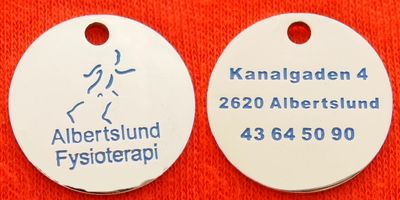 Albertslund
Fysioterapi
Kanalgaden 4
2620 Albertslund
43 64 50 90